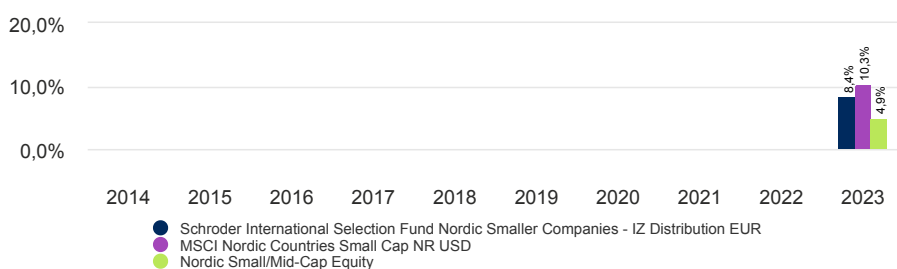 20,0%
10,0%
0,0%
8,4%
10,3%
4,9%
2014 2015 2016 2017 2018 2019 2020 2021 2022 2023
Schroder International Selection Fund Nordic Smaller Companies - IZ Distribution EUR
MSCI Nordic Countries Small Cap NR USD
Nordic Small/Mid-Cap Equity